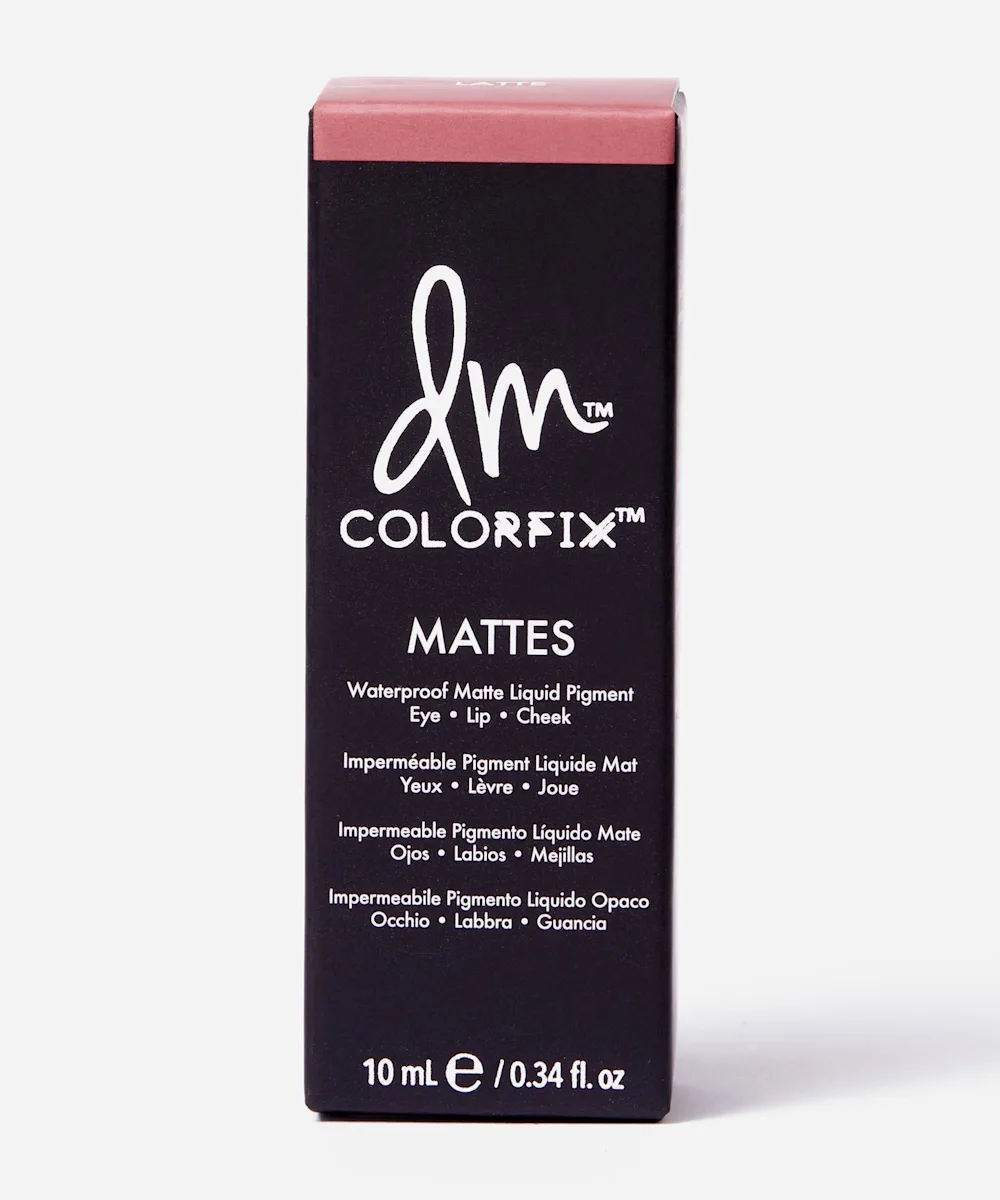 LATTE
dm™
COLORFIX™
MATTES
Waterproof Matte Liquid Pigment
Eye • Lip • Cheek
Imperméable Pigment Liquide Mat
Yeux • Lèvre • Joue
Impermeable Pigmento Líquido Mate
Ojos • Labios • Mejillas
Impermeabile Pigmento Liquido Opaco
Occhio • Labbra • Guancia
10 mL ℮ / 0.34 fl. oz